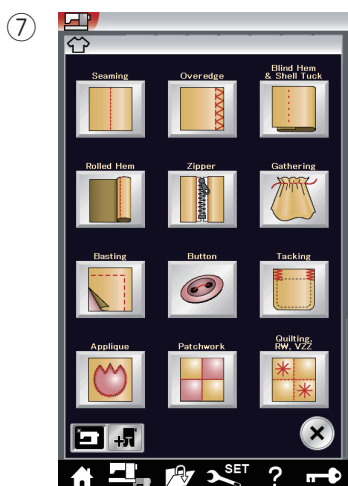 ⑦
Seaming Overedge Blind Hem
& Shell Tuck
Rolled Hem Zipper Gathering
Basting Button Tacking
Applique Patchwork Quilting,
RW, VZZ
SET ?